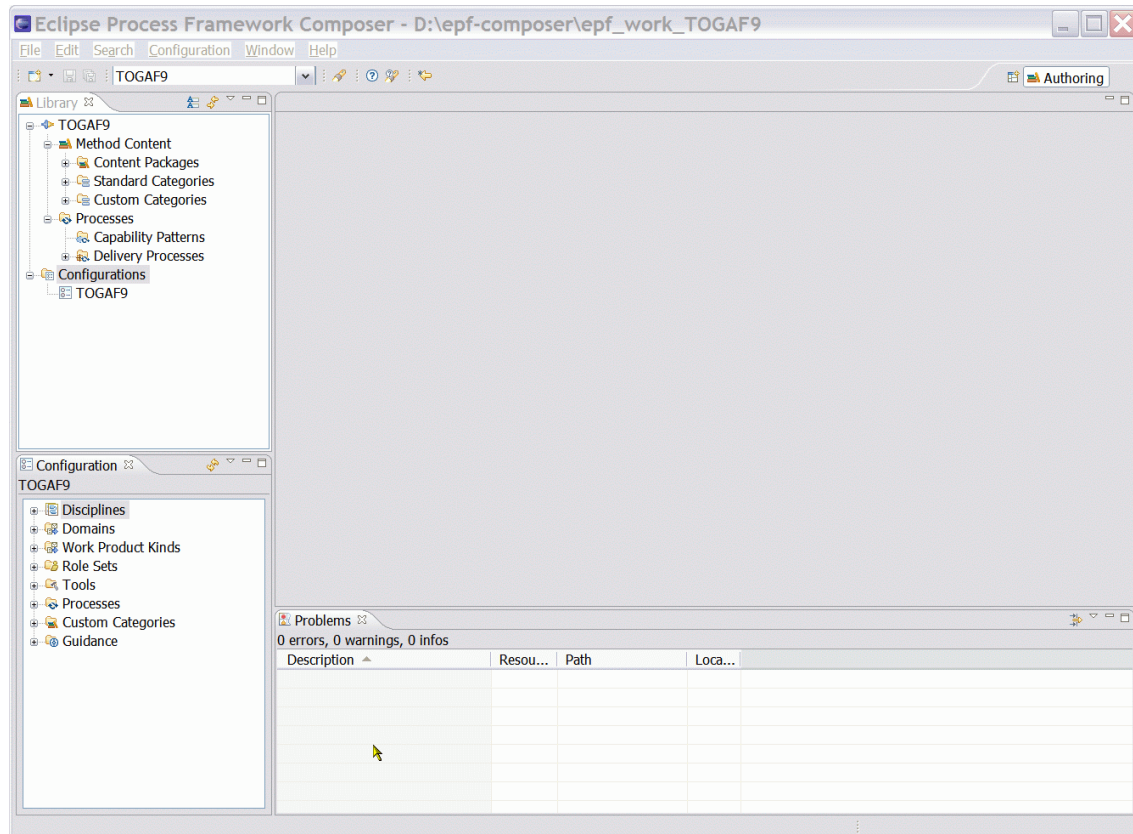 Eclipse Process Framework Composer - D:\epf-composer\epf_work_TOGAF9
File Edit Search Configuration Window Help
TOGAF9
Authoring
Library
TOGAF9
Method Content
Content Packages
Standard Categories
Custom Categories
Processes
Capability Patterns
Delivery Processes
Configurations
TOGAF9
Configuration
TOGAF9
Disciplines
Domains
Work Product Kinds
Role Sets
Tools
Processes
Custom Categories
Guidance
Problems
0 errors, 0 warnings, 0 infos
Description Resou... Path Loca...